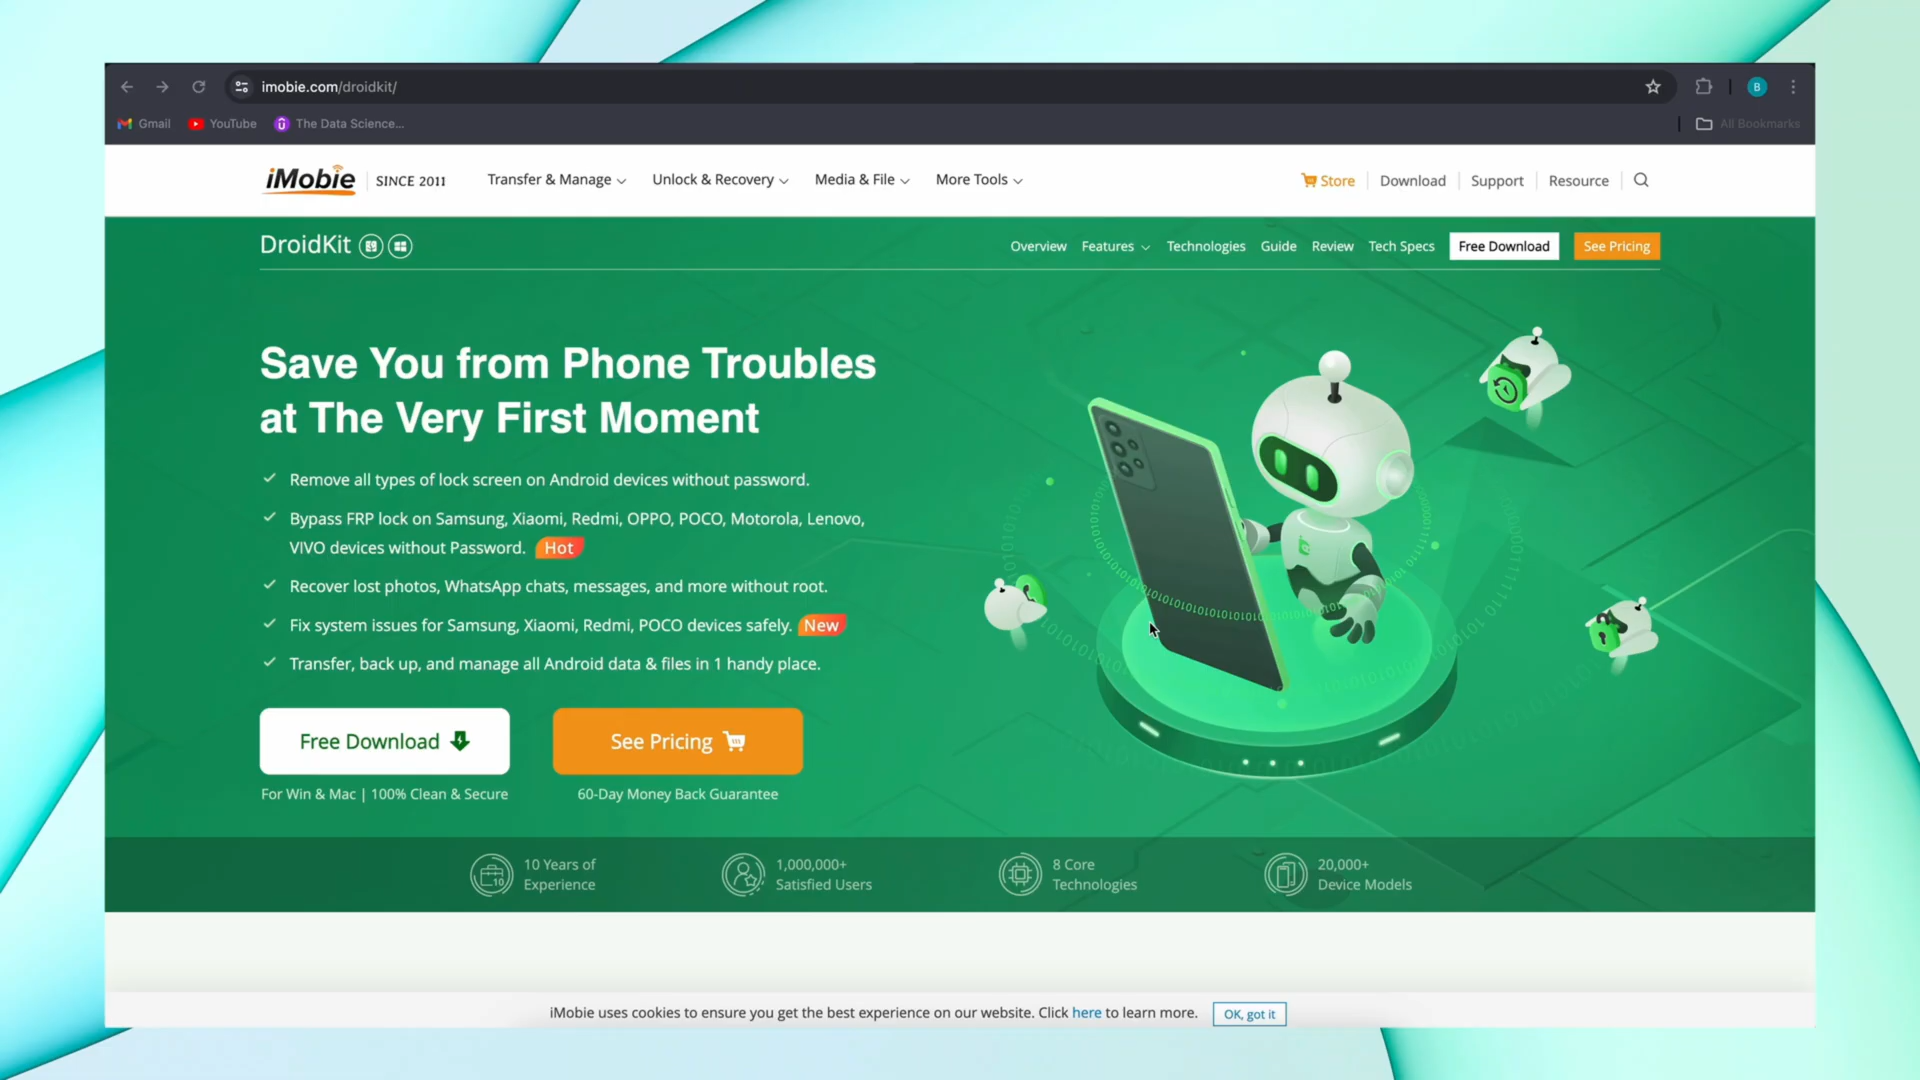 imobie.com/droidkit/
B
Gmail
YouTube
The Data Science...
All Bookmarks
iMobie
SINCE 2011
Transfer & Manage
Unlock & Recovery
Media & File
More Tools
Store
Download
Support
Resource
DroidKit
Overview
Features
Technologies
Guide
Review
Tech Specs
Free Download
See Pricing
Save You from Phone Troubles
at The Very First Moment
Remove all types of lock screen on Android devices without password.
Bypass FRP lock on Samsung, Xiaomi, Redmi, OPPO, POCO, Motorola, Lenovo,
VIVO devices without Password. Hot
Recover lost photos, WhatsApp chats, messages, and more without root.
Fix system issues for Samsung, Xiaomi, Redmi, POCO devices safely. New
Transfer, back up, and manage all Android data & files in 1 handy place.
Free Download
See Pricing
For Win & Mac | 100% Clean & Secure
60-Day Money Back Guarantee
10
10 Years of
Experience
1,000,000+
Satisfied Users
8 Core
Technologies
20,000+
Device Models
iMobie uses cookies to ensure you get the best experience on our website. Click here to learn more.
OK, got it